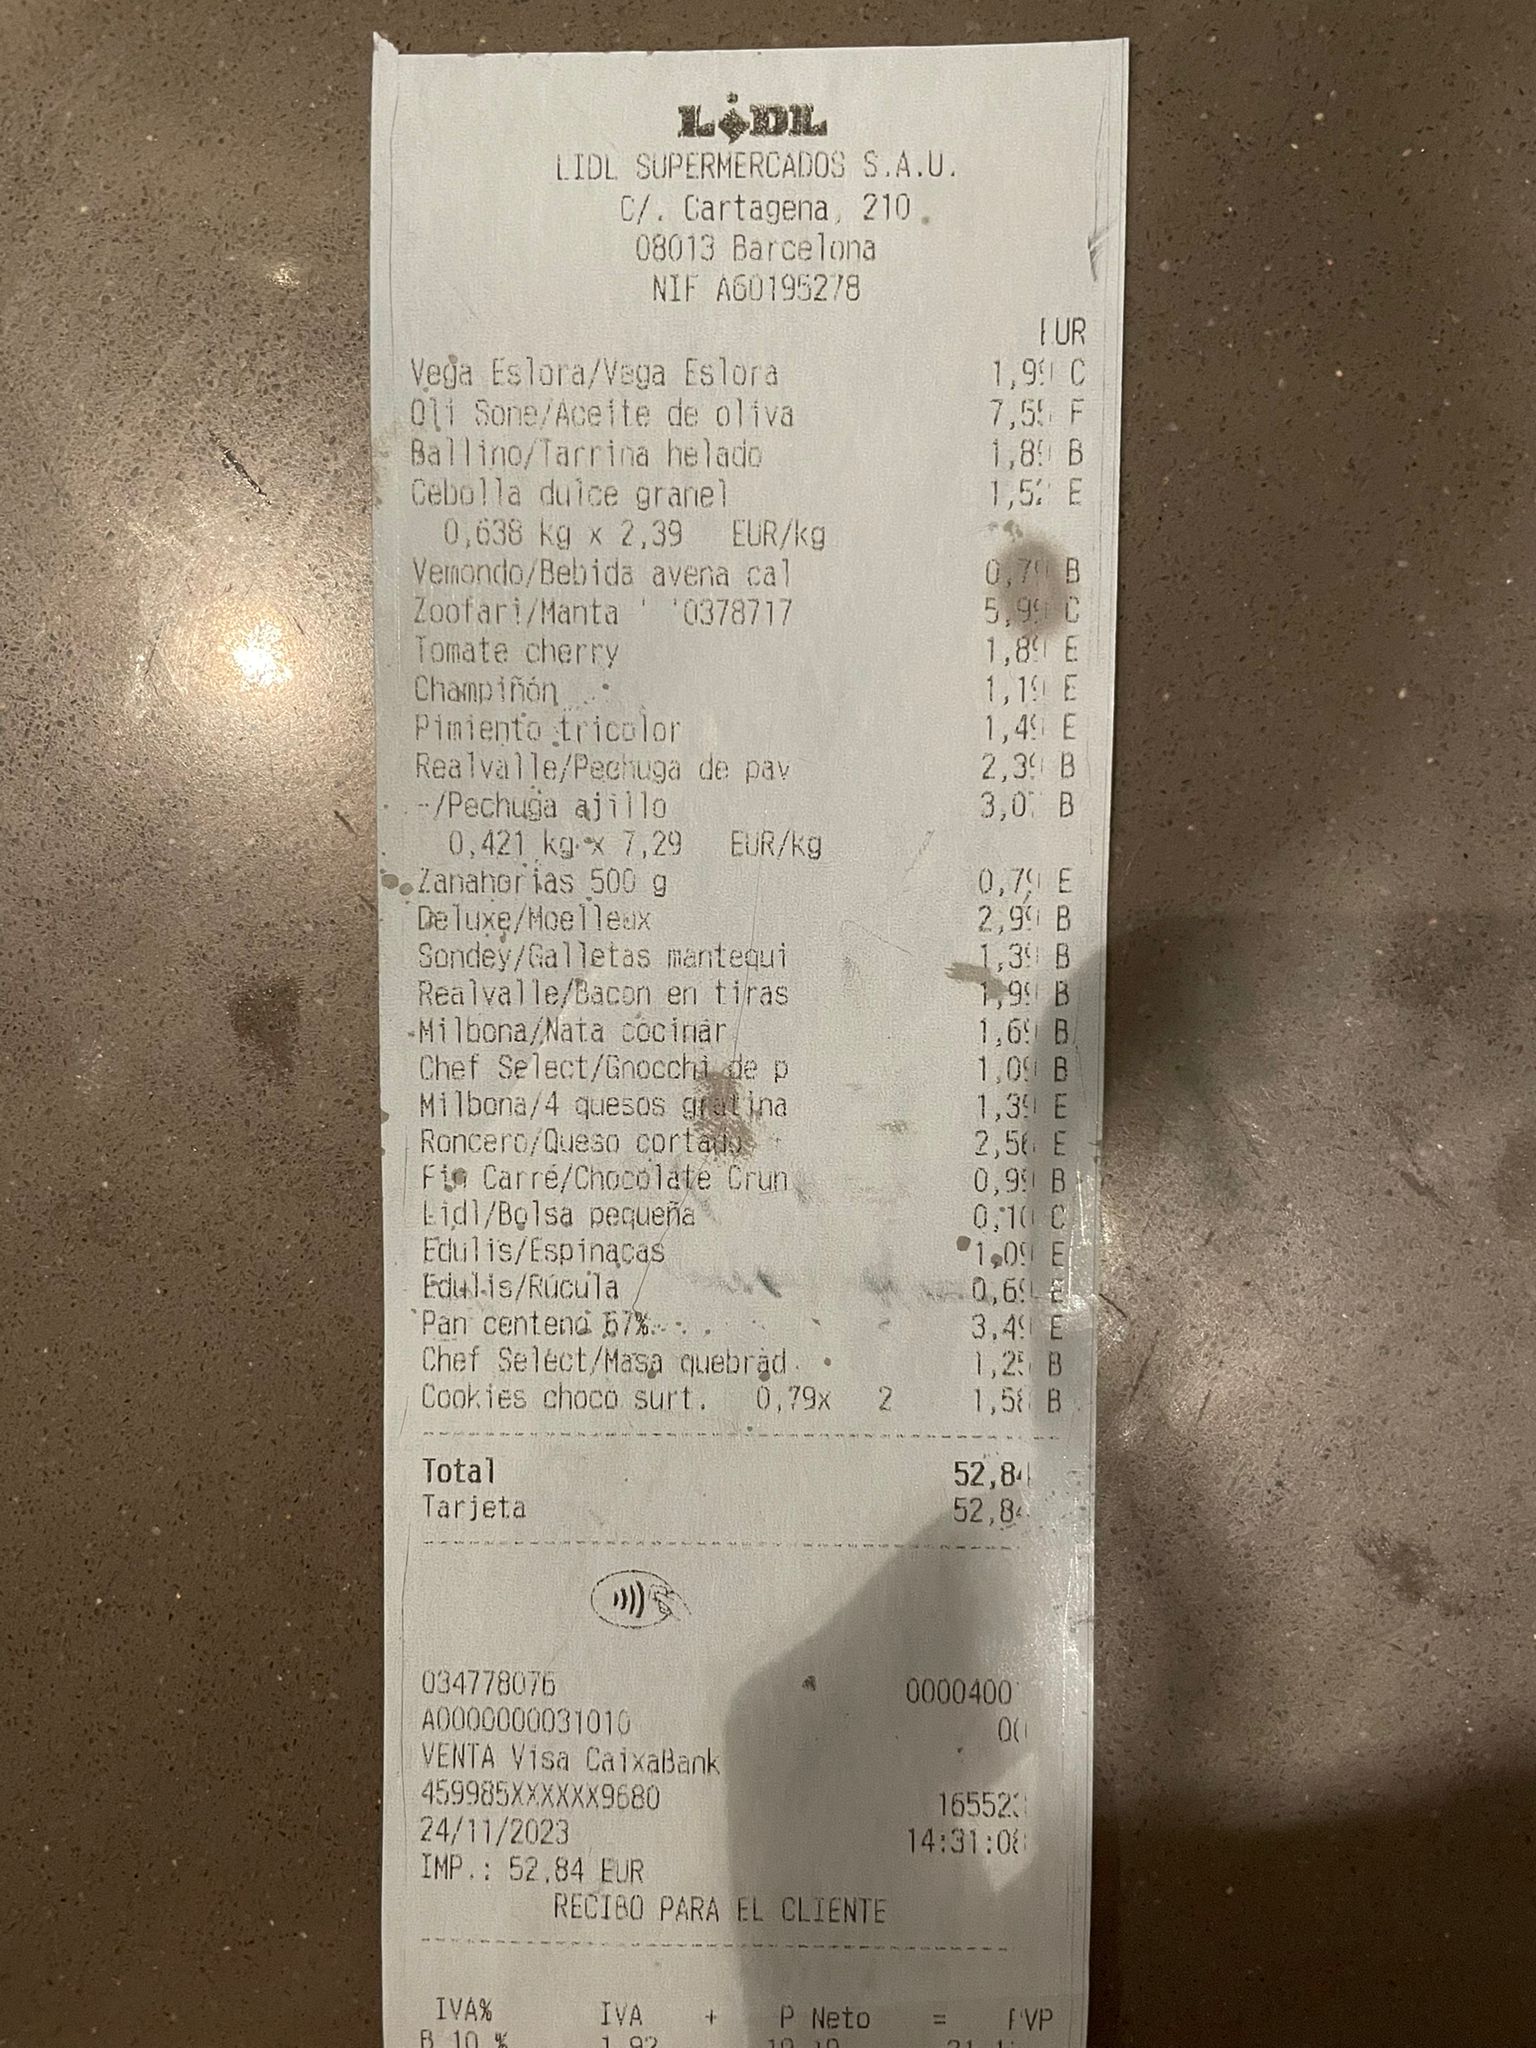 LIDL
LIDL SUPERMERCADOS S.A.U.
C/. Cartagena, 210
08013 Barcelona
NIF A60195278
EUR
Vega Eslora/Vega Eslora 1,99 C
Oli Sone/Aceite de oliva 7,55 F
Ballino/Tarrina helado 1,89 B
Cebolla dulce granel 1,52 E
0,638 kg x 2,39 EUR/kg
Vemondo/Bebida avena cal 0,79 B
Zoofari/Manta ' '0378717 5,99 C
Tomate cherry 1,89 E
Champiñón 1,19 E
Pimiento tricolor 1,49 E
Realvalle/Pechuga de pav 2,39 B
-/Pechuga ajillo 3,07 B
0,421 kg x 7,29 EUR/kg
Zanahorias 500 g 0,79 E
Deluxe/Moelleux 2,99 B
Sondey/Galletas mantequi 1,39 B
Realvalle/Bacon en tiras 1,99 B
Milbona/Nata cocinar 1,69 B
Chef Select/Gnocchi de p 1,09 B
Milbona/4 quesos gratina 1,39 E
Roncero/Queso cortado 2,56 E
Fin Carré/Chocolate Crun 0,99 B
Lidl/Bolsa pequeña 0,10 C
Edulis/Espinacas 1,09 E
Edulis/Rúcula 0,69 E
Pan centeno 67% 3,49 E
Chef Select/Masa quebrad 1,25 B
Cookies choco surt. 0,79x 2 1,58 B
Total 52,84
Tarjeta 52,84
034778076 0000400
A0000000031010 00
VENTA Visa CaixaBank
459985XXXXXX9680 165523
24/11/2023 14:31:08
IMP.: 52,84 EUR
RECIBO PARA EL CLIENTE
IVA% IVA + P Neto = PVP
B 10 % 1,92